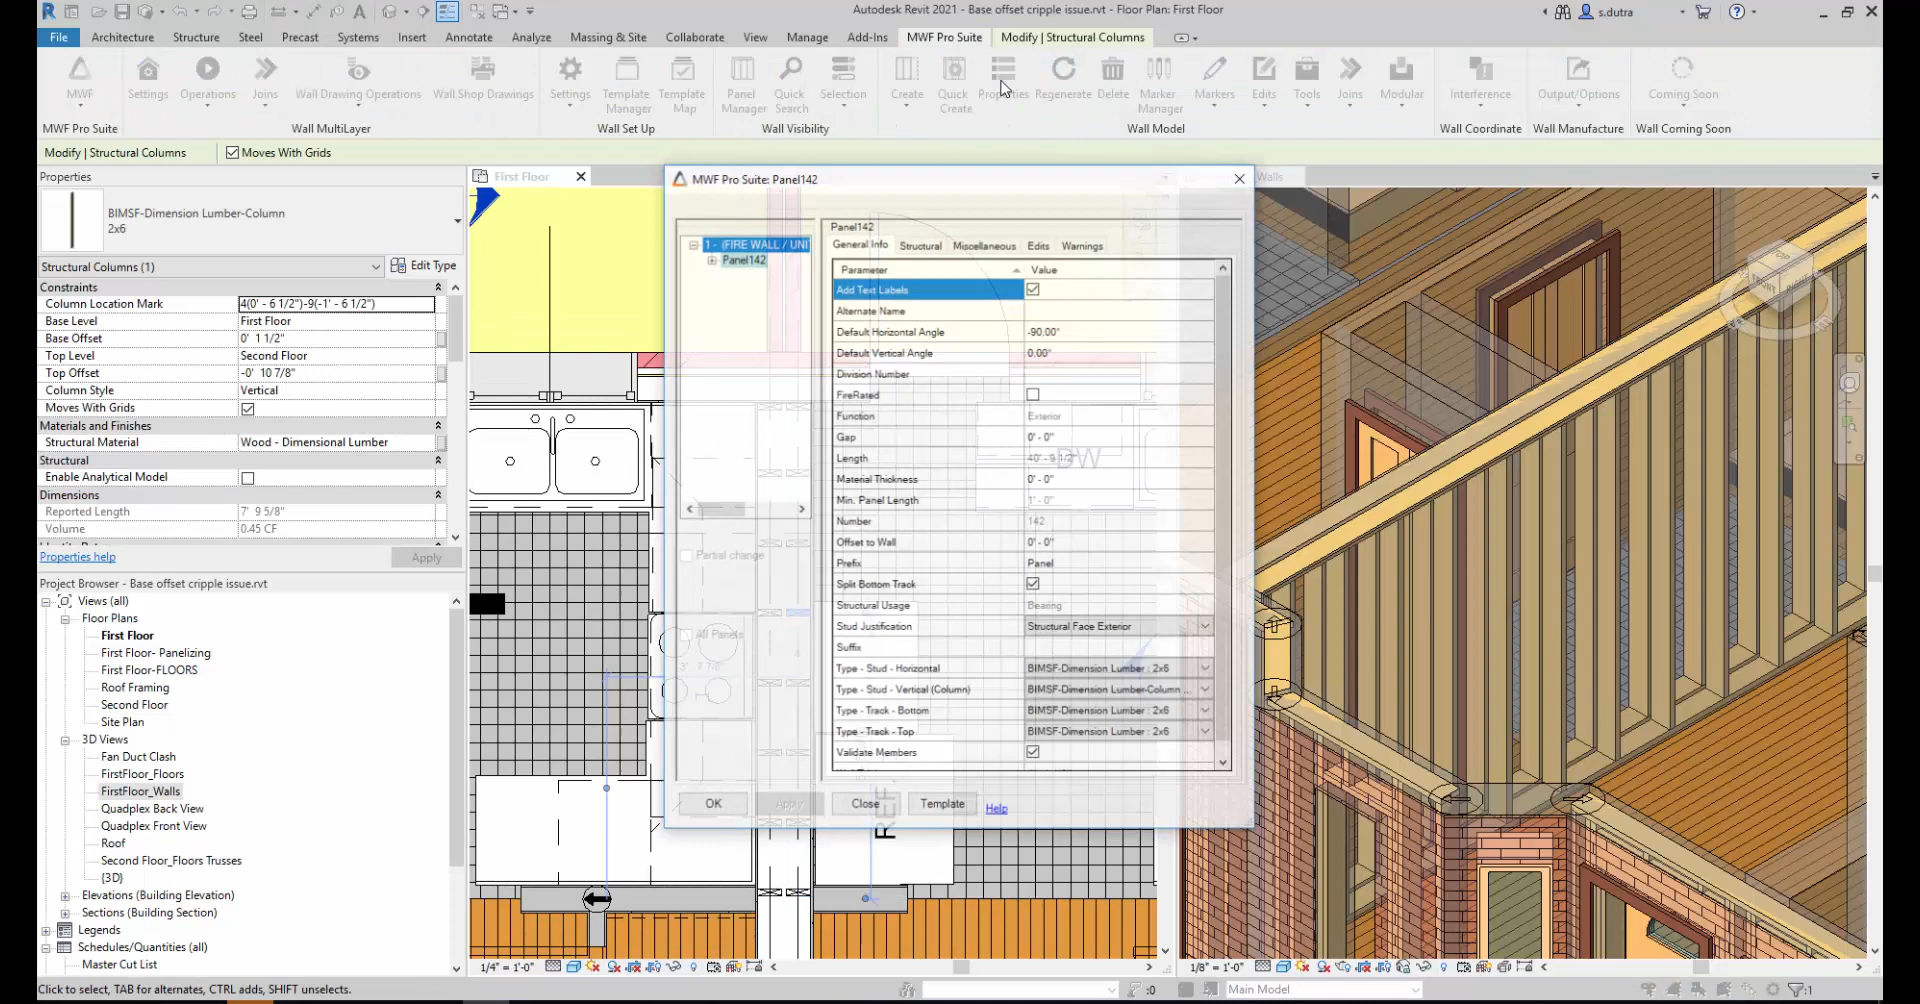 Autodesk Revit 2021 - Base offset cripple issue.rvt - Floor Plan: First Floor
s.dutra
File Architecture Structure Steel Precast Systems Insert Annotate Analyze Massing & Site Collaborate View Manage Add-Ins MWF Pro Suite Modify | Structural Columns
MWF Settings Operations Joins Wall Drawing Operations Wall Shop Drawings Settings Template Manager Template Map Panel Manager Quick Search Selection Create Quick Create Properties Regenerate Delete Marker Manager Markers Edits Tools Joins Modular Interference Output/Options Coming Soon
MWF Pro Suite Wall MultiLayer Wall Set Up Wall Visibility Wall Model Wall Coordinate Wall Manufacture Wall Coming Soon
Modify | Structural Columns Moves With Grids
Properties
BIMSF-Dimension Lumber-Column
2x6
Structural Columns (1) Edit Type
Constraints
Column Location Mark 4(0' - 6 1/2")-9(-1' - 6 1/2")
Base Level First Floor
Base Offset 0' 1 1/2"
Top Level Second Floor
Top Offset -0' 10 7/8"
Column Style Vertical
Moves With Grids
Materials and Finishes
Structural Material Wood - Dimensional Lumber
Structural
Enable Analytical Model
Dimensions
Reported Length 7' 9 5/8"
Volume 0.45 CF
Properties help Apply
Project Browser - Base offset cripple issue.rvt
Views (all)
Floor Plans
First Floor
First Floor- Panelizing
First Floor-FLOORS
Roof Framing
Second Floor
Site Plan
3D Views
Fan Duct Clash
FirstFloor_Floors
FirstFloor_Walls
Quadplex Back View
Quadplex Front View
Roof
Second Floor_Floors Trusses
{3D}
Elevations (Building Elevation)
Sections (Building Section)
Legends
Schedules/Quantities (all)
Master Cut List
First Floor
MWF Pro Suite: Panel142
Walls
1 - (FIRE WALL / UNI
Panel142
Partial change
All Panels
Panel142
General Info Structural Miscellaneous Edits Warnings
Parameter Value
Add Text Labels
Alternate Name
Default Horizontal Angle -90.00°
Default Vertical Angle 0.00°
Division Number
FireRated
Function Exterior
Gap 0' - 0"
Length 40' - 9 1/2"
Material Thickness 0' - 0"
Min. Panel Length 1' - 0"
Number 142
Offset to Wall 0' - 0"
Prefix Panel
Split Bottom Track
Structural Usage Bearing
Stud Justification Structural Face Exterior
Suffix
Type - Stud - Horizontal BIMSF-Dimension Lumber : 2x6
Type - Stud - Vertical (Column) BIMSF-Dimension Lumber-Column ...
Type - Track - Bottom BIMSF-Dimension Lumber : 2x6
Type - Track - Top BIMSF-Dimension Lumber : 2x6
Validate Members
OK Apply Close Template Help
DW
REF
TOP
FRONT
RIGHT
1/4" = 1'-0"
1/8" = 1'-0"
Click to select, TAB for alternates, CTRL adds, SHIFT unselects.
:0
Main Model
:1